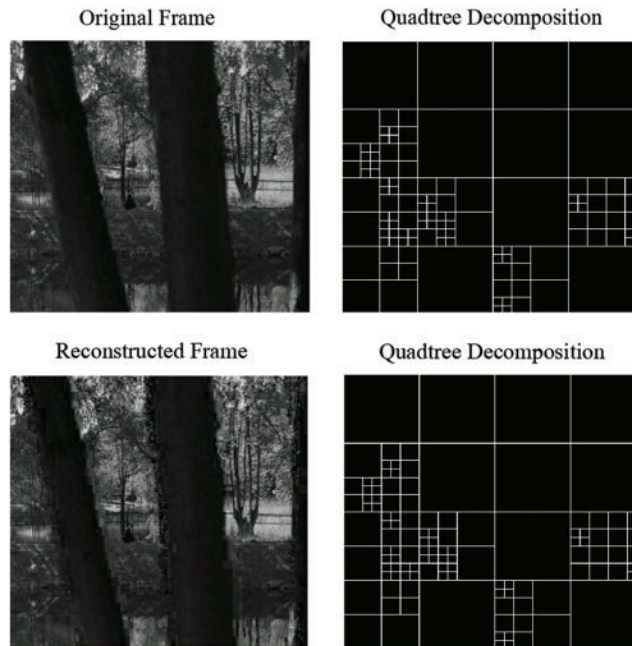 Original Frame
Quadtree Decomposition
Reconstructed Frame
Quadtree Decomposition